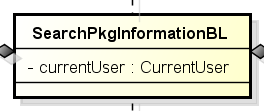 SearchPkgInformationBL
- currentUser : CurrentUser